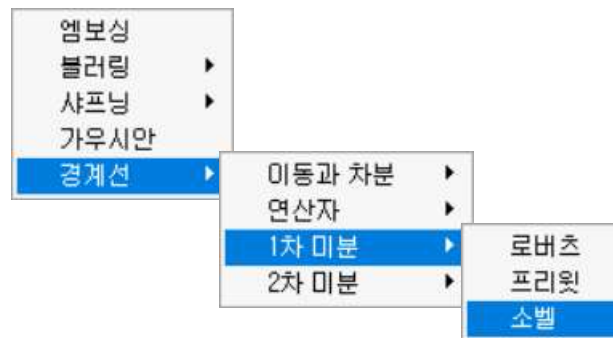 엠보싱
블러링
샤프닝
가우시안
경계선
이동과 차분
연산자
1차 미분
2차 미분
로버츠
프리윗
소벨